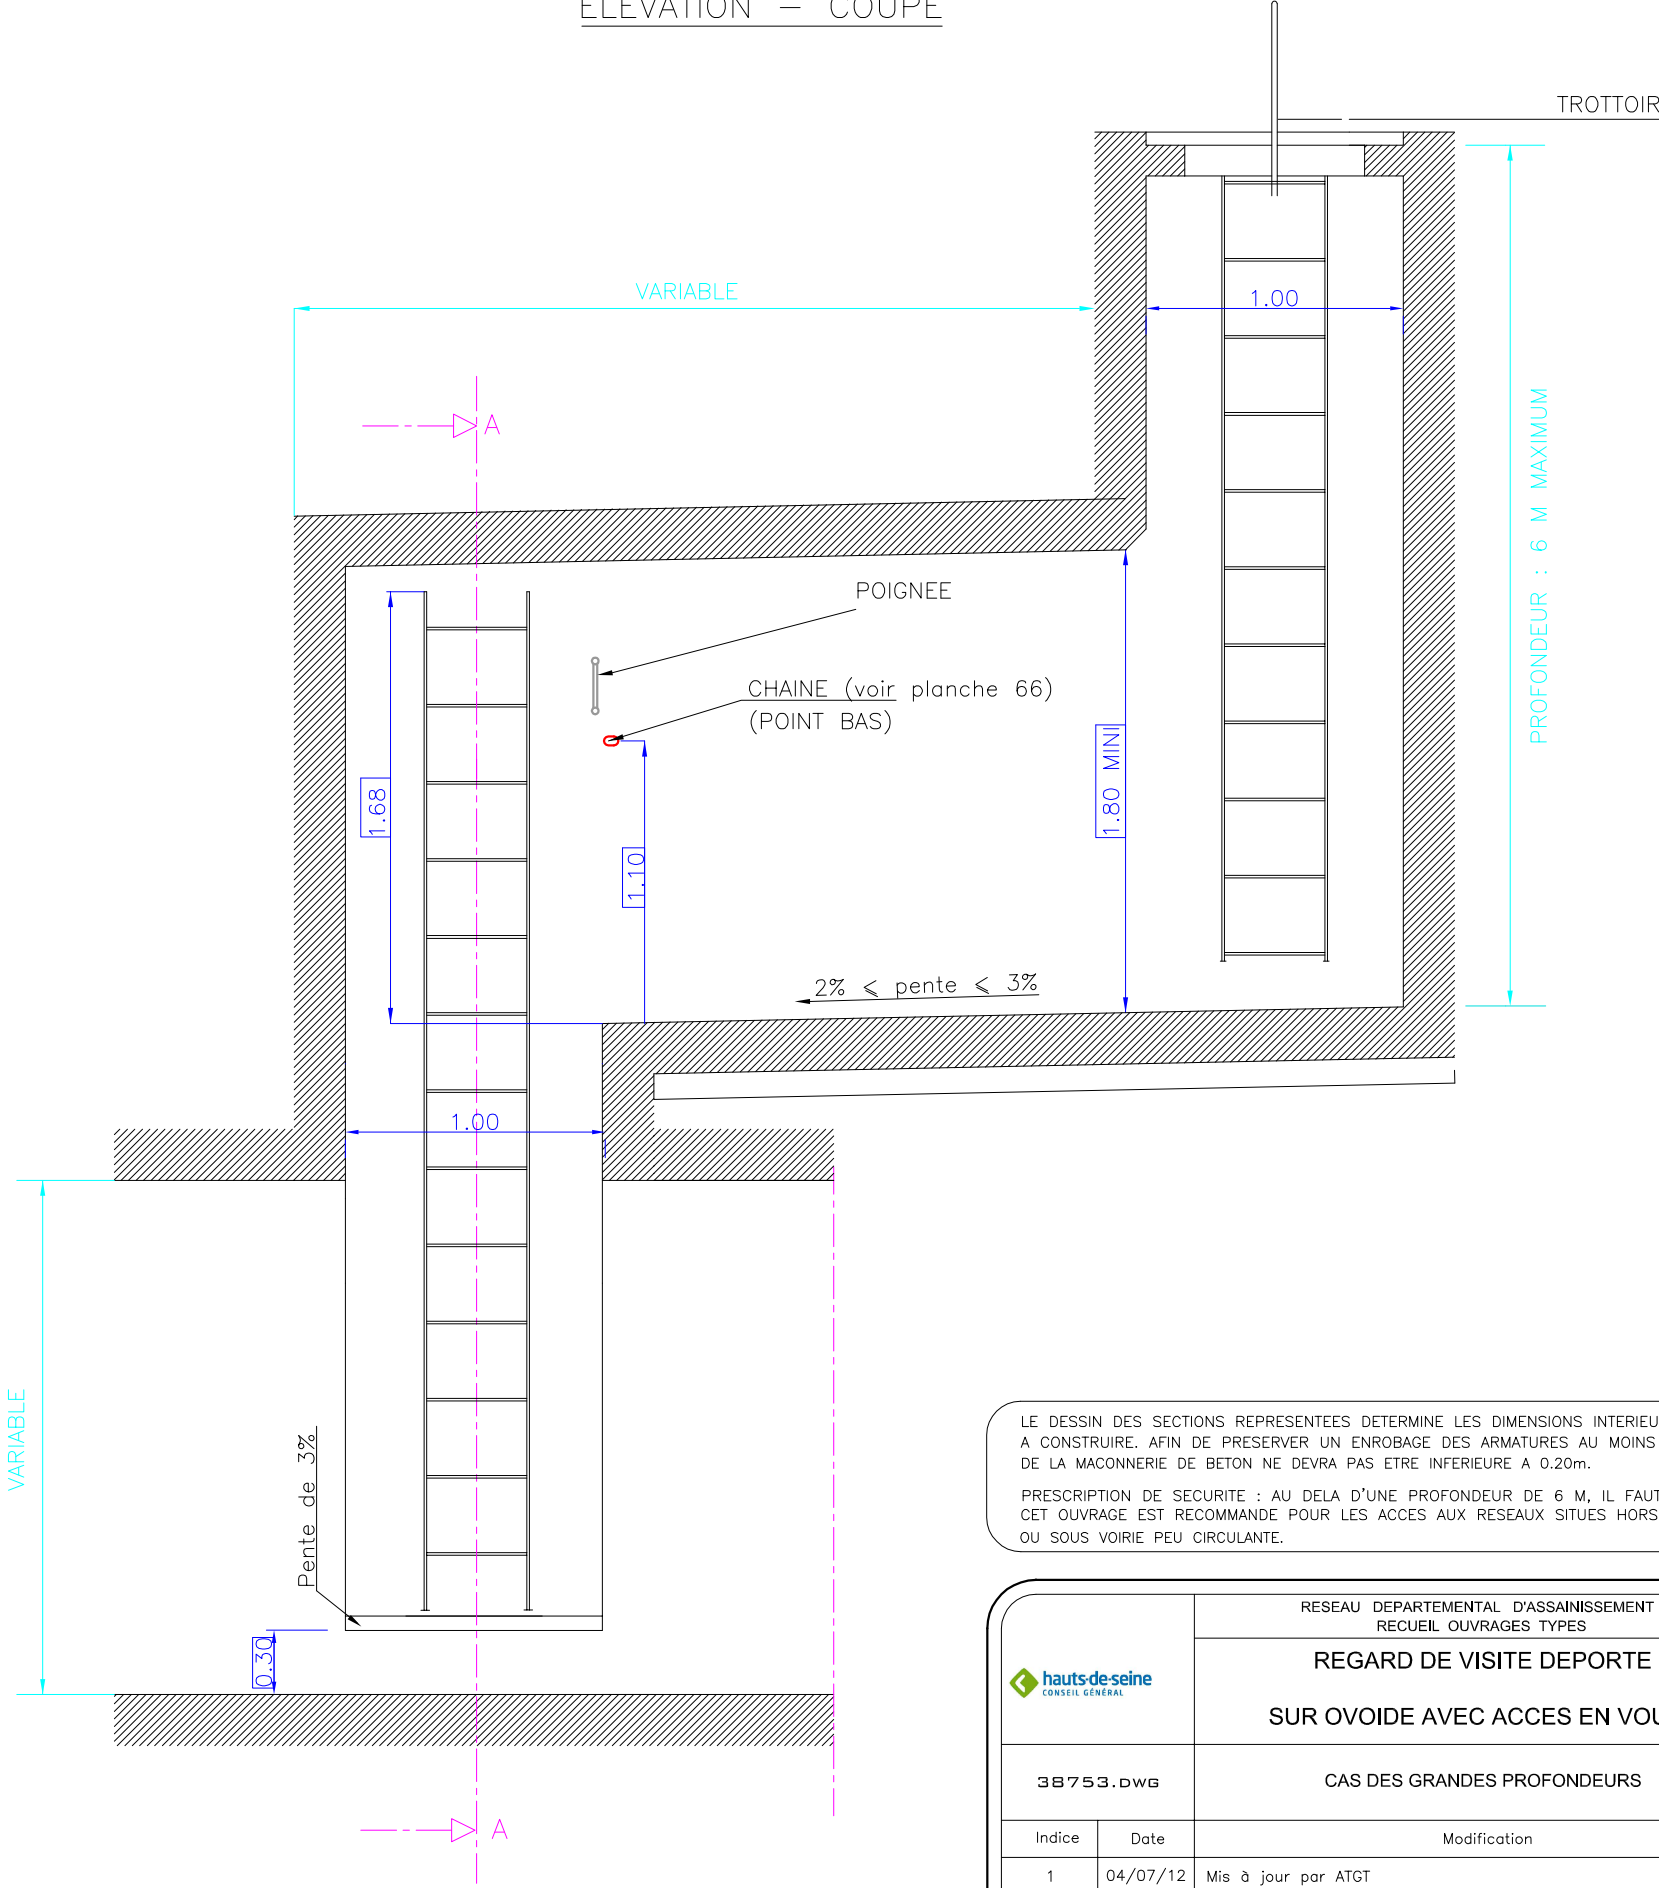 ELEVATION - COUPE
TROTTOIR
VARIABLE
1.00
A
PROFONDEUR : 6 M MAXIMUM
POIGNEE
CHAINE (voir planche 66)
(POINT BAS)
1.68
1.80 MINI
1.10
2% ⩽ pente ⩽ 3%
1.00
VARIABLE
Pente de 3%
0.30
A
LE DESSIN DES SECTIONS REPRESENTEES DETERMINE LES DIMENSIONS
A CONSTRUIRE. AFIN DE PRESERVER UN ENROBAGE DES ARMATURES AU MOINS
DE LA MACONNERIE DE BETON NE DEVRA PAS ETRE INFERIEURE A 0.20m.
PRESCRIPTION DE SECURITE : AU DELA D'UNE PROFONDEUR DE 6 M, IL FAUT
CET OUVRAGE EST RECOMMANDE POUR LES ACCES AUX RESEAUX SITUES HORS
OU SOUS VOIRIE PEU CIRCULANTE.
RESEAU DEPARTEMENTAL D'ASSAINISSEMENT
RECUEIL OUVRAGES TYPES
REGARD DE VISITE DEPORTE
SUR OVOIDE AVEC ACCES EN
hauts-de-seine
CONSEIL GÉNÉRAL
38753.DWG
CAS DES GRANDES PROFONDEURS
Indice Date Modification
1 04/07/12 Mis à jour par ATGT